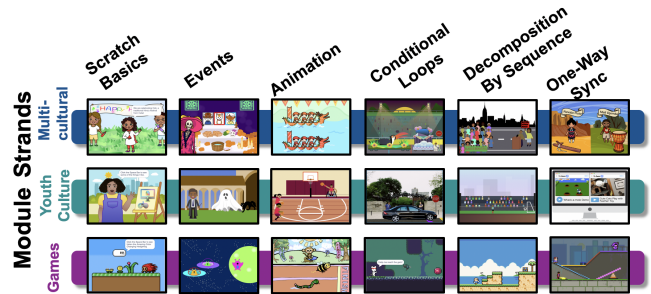 Scratch
Basics
Events
Animation
Conditional
Loops
Decomposition
By Sequence
One-Way
Sync
Module Strands
Multi-
cultural
Youth
Culture
Games